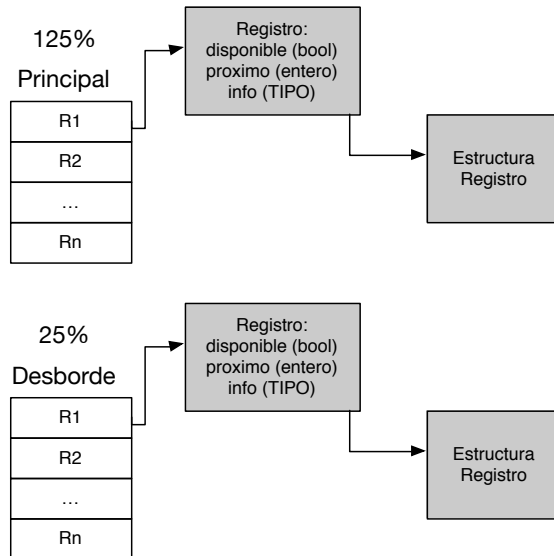 125%
Principal
R1
R2
...
Rn
Registro:
disponible (bool)
proximo (entero)
info (TIPO)
Estructura
Registro
25%
Desborde
R1
R2
...
Rn
Registro:
disponible (bool)
proximo (entero)
info (TIPO)
Estructura
Registro